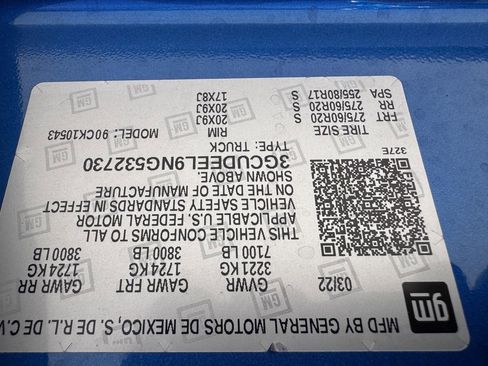 MFD BY GENERAL MOTORS DE MEXICO, S. DE R.L. DE C.V
gm
03/22
GVWR GAWR FRT GAWR RR
3221 KG 1724 KG 1724 KG
7100 LB 3800 LB 3800 LB
THIS VEHICLE CONFORMS TO ALL
APPLICABLE U.S. FEDERAL MOTOR
VEHICLE SAFETY STANDARDS IN EFFECT
ON THE DATE OF MANUFACTURE
SHOWN ABOVE.
3GCUDEEL9NG532730
TYPE: TRUCK
MODEL: 90CK10543
327E
TIRE SIZE RIM
FRT 275/60R20 S 20X9J
RR 275/60R20 S 20X9J
SPA 255/80R17 S 17X8J